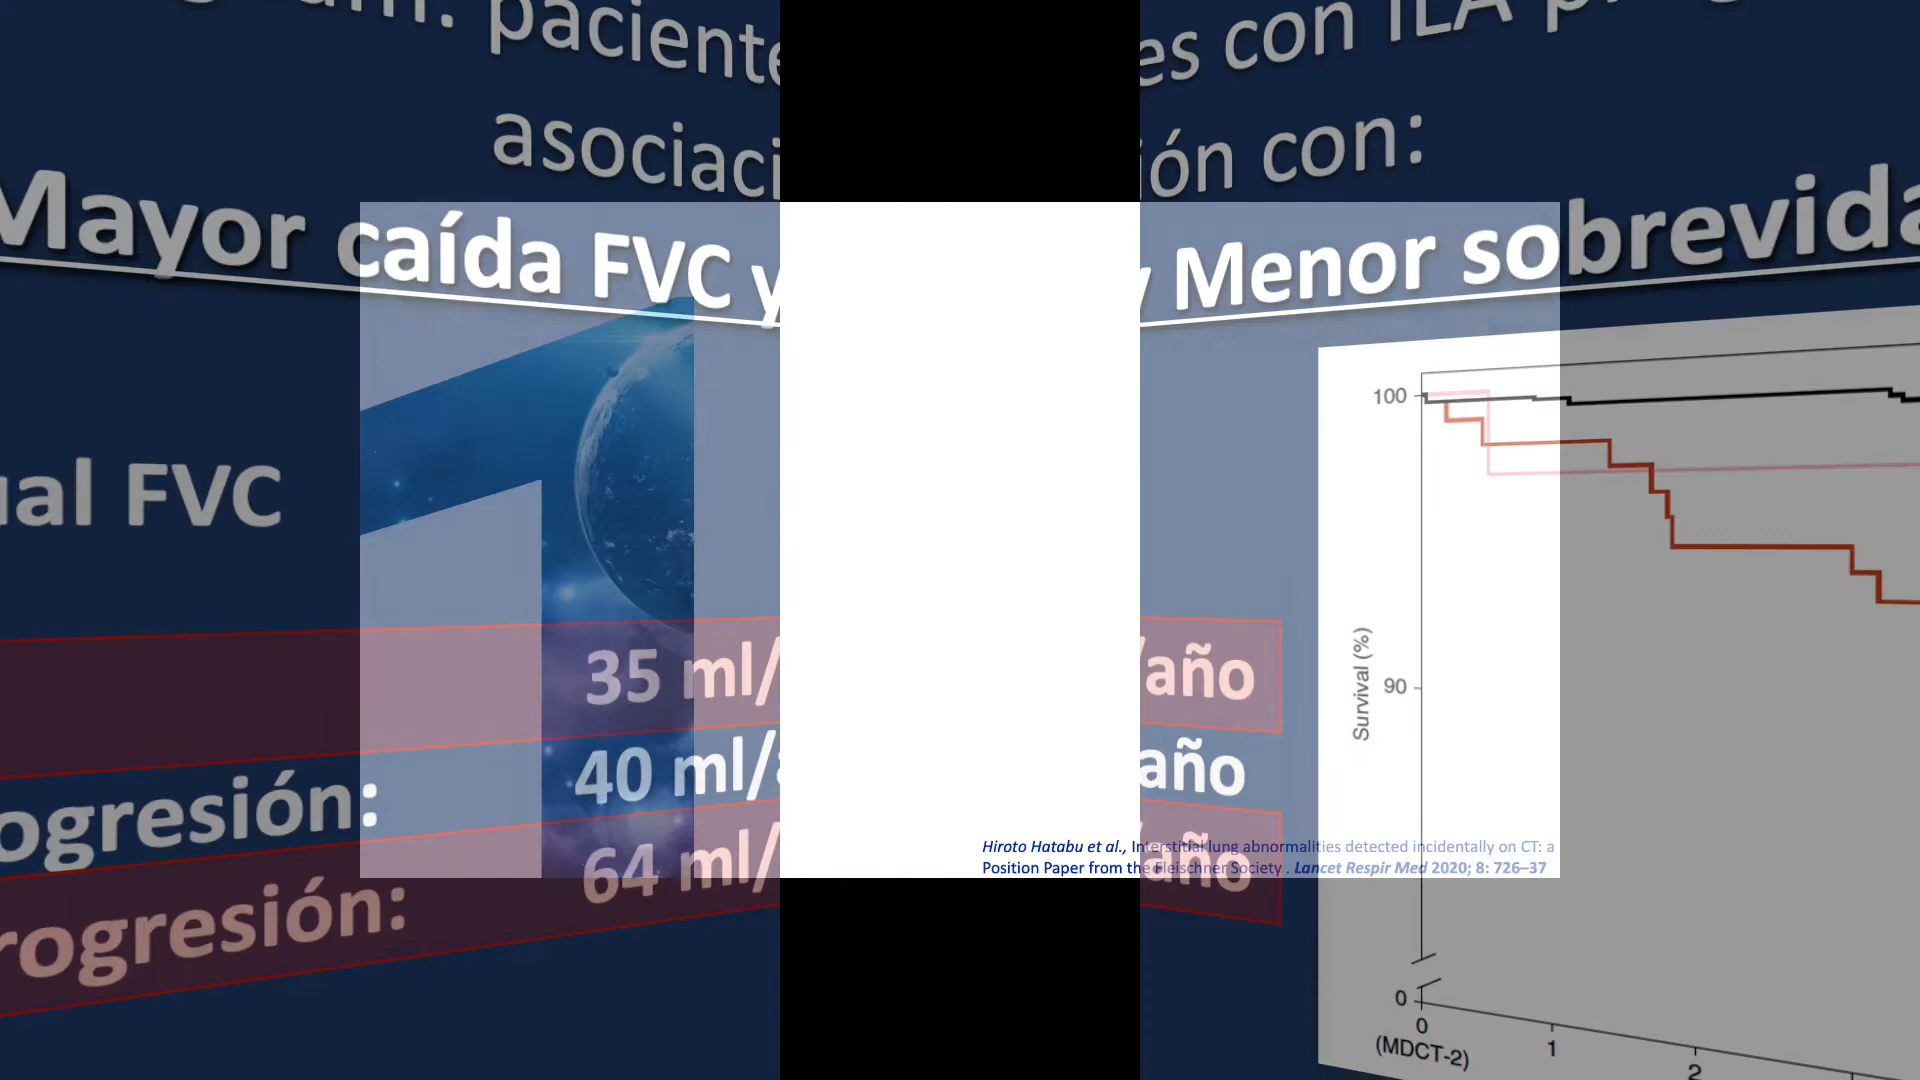 paciente es con ILA
asociaci ón con:
Mayor caída FVC y y Menor sobrevida
ual FVC
35 ml/ /año
ogresión: 40 ml/ año
rogresión: 64 ml/ año
100
90
0
Survival (%)
0
(MDCT-2)
1
2
Hiroto Hatabu et al., Interstitial lung abnormalities detected incidentally on CT: a
Position Paper from the Fleischner Society . Lancet Respir Med 2020; 8: 726–37